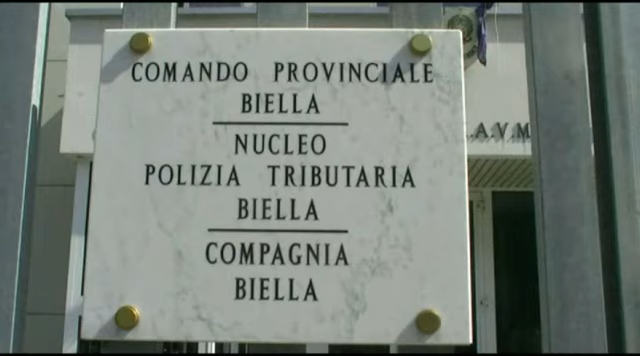 COMANDO PROVINCIALE
BIELLA
NUCLEO
POLIZIA TRIBUTARIA
BIELLA
COMPAGNIA
BIELLA
.A.V.M